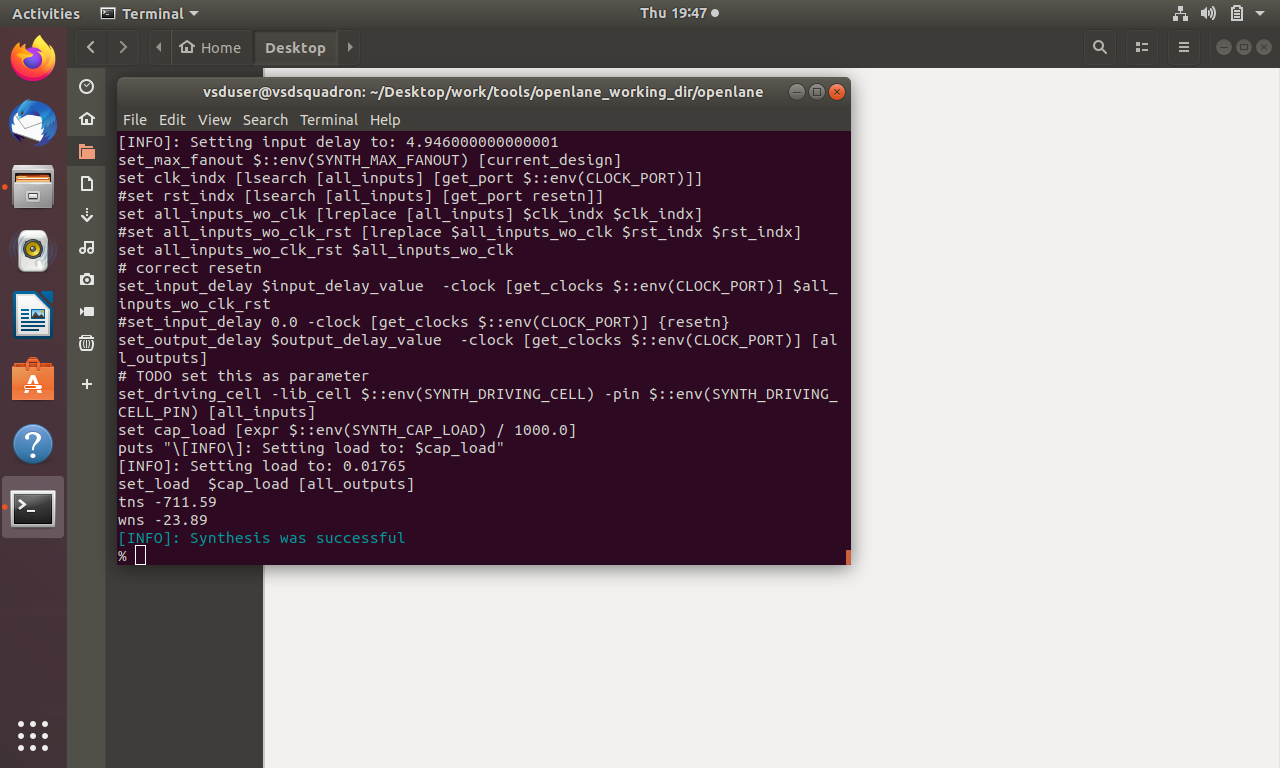 Activities
Terminal
Thu 19:47
Home
Desktop
vsduser@vsdsquadron: ~/Desktop/work/tools/openlane_working_dir/openlane
File Edit View Search Terminal Help
[INFO]: Setting input delay to: 4.946000000000001
set_max_fanout $::env(SYNTH_MAX_FANOUT) [current_design]
set clk_indx [lsearch [all_inputs] [get_port $::env(CLOCK_PORT)]]
#set rst_indx [lsearch [all_inputs] [get_port resetn]]
set all_inputs_wo_clk [lreplace [all_inputs] $clk_indx $clk_indx]
#set all_inputs_wo_clk_rst [lreplace $all_inputs_wo_clk $rst_indx $rst_indx]
set all_inputs_wo_clk_rst $all_inputs_wo_clk
# correct resetn
set_input_delay $input_delay_value  -clock [get_clocks $::env(CLOCK_PORT)] $all_
inputs_wo_clk_rst
#set_input_delay 0.0 -clock [get_clocks $::env(CLOCK_PORT)] {resetn}
set_output_delay $output_delay_value  -clock [get_clocks $::env(CLOCK_PORT)] [al
l_outputs]
# TODO set this as parameter
set_driving_cell -lib_cell $::env(SYNTH_DRIVING_CELL) -pin $::env(SYNTH_DRIVING_
CELL_PIN) [all_inputs]
set cap_load [expr $::env(SYNTH_CAP_LOAD) / 1000.0]
puts "\[INFO\]: Setting load to: $cap_load"
[INFO]: Setting load to: 0.01765
set_load  $cap_load [all_outputs]
tns -711.59
wns -23.89
[INFO]: Synthesis was successful
%